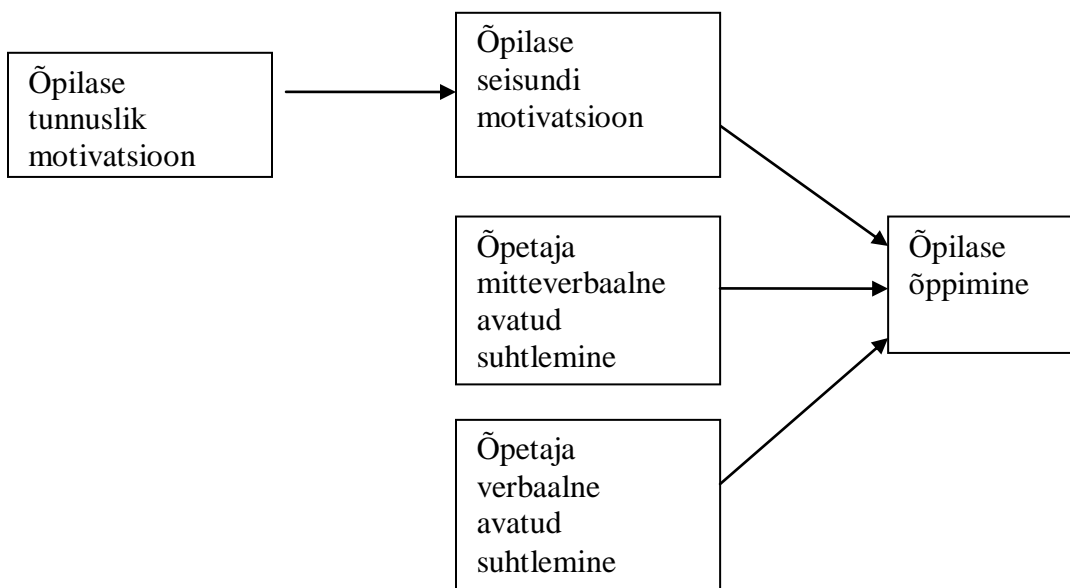 Õpilase
tunnuslik
motivatsioon
Õpilase
seisundi
motivatsioon
Õpetaja
mitteverbaalne
avatud
suhtlemine
Õpetaja
verbaalne
avatud
suhtlemine
Õpilase
õppimine